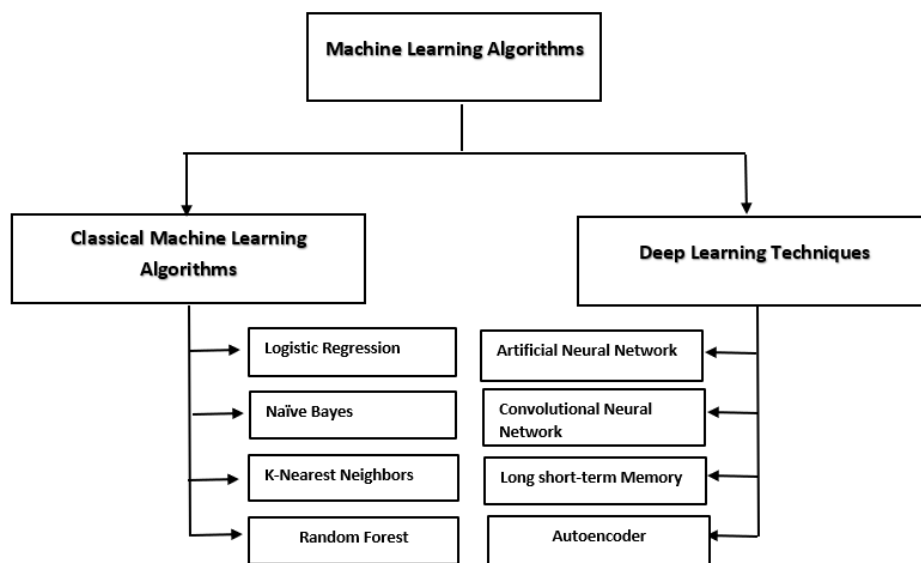 Machine Learning Algorithms
Classical Machine Learning
Algorithms
Deep Learning Techniques
Logistic Regression
Naïve Bayes
K-Nearest Neighbors
Random Forest
Artificial Neural Network
Convolutional Neural
Network
Long short-term Memory
Autoencoder